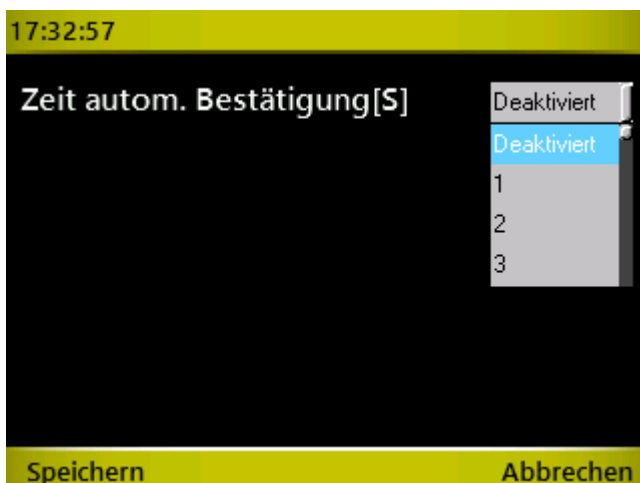 17:32:57
Zeit autom. Bestätigung[S] Deaktiviert
Deaktiviert
1
2
3
Speichern Abbrechen